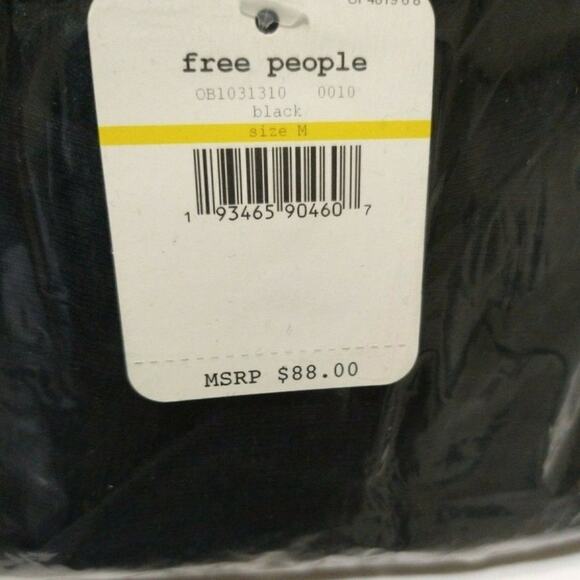 free people
OB1031310 0010
black
size M
1 93465 90460 7
MSRP $88.00